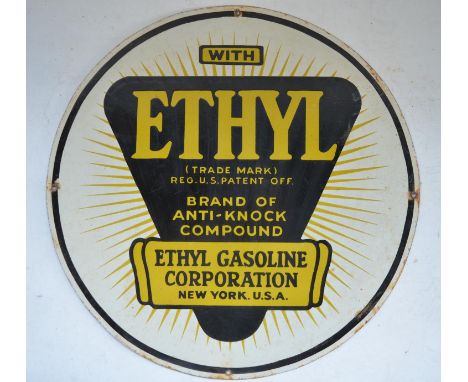 WITH
ETHYL
(TRADE MARK)
REG. U.S. PATENT OFF.
BRAND OF
ANTI-KNOCK
COMPOUND
ETHYL GASOLINE
CORPORATION
NEW YORK. U.S.A.